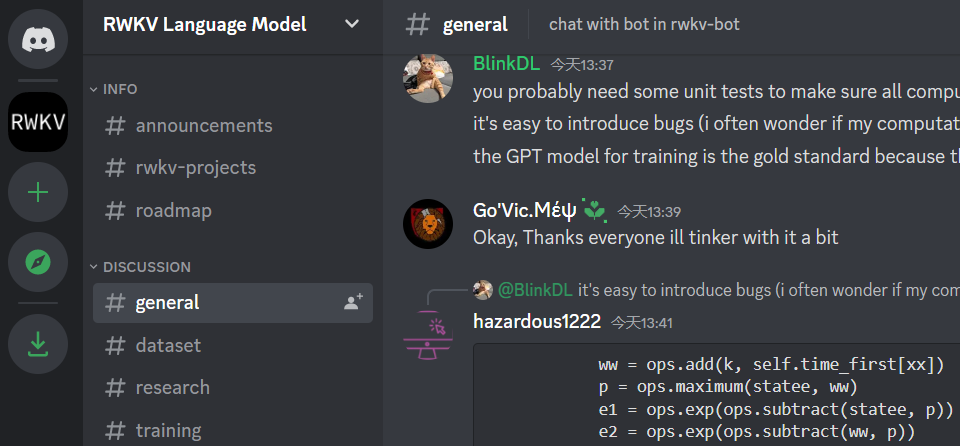 RWKV Language Model
# general
chat with bot in rwkv-bot
RWKV
INFO
# announcements
# rwkv-projects
# roadmap
DISCUSSION
# general
# dataset
# research
# training
BlinkDL 今天13:37
you probably need some unit tests to make sure all compu
it's easy to introduce bugs (i often wonder if my computat
the GPT model for training is the gold standard because th
Go'Vic.Μέψ 今天13:39
Okay, Thanks everyone ill tinker with it a bit
@BlinkDL it's easy to introduce bugs (i often wonder if my com
hazardous1222 今天13:41
ww = ops.add(k, self.time_first[xx])
p = ops.maximum(statee, ww)
e1 = ops.exp(ops.subtract(statee, p))
e2 = ops.exp(ops.subtract(ww, p))